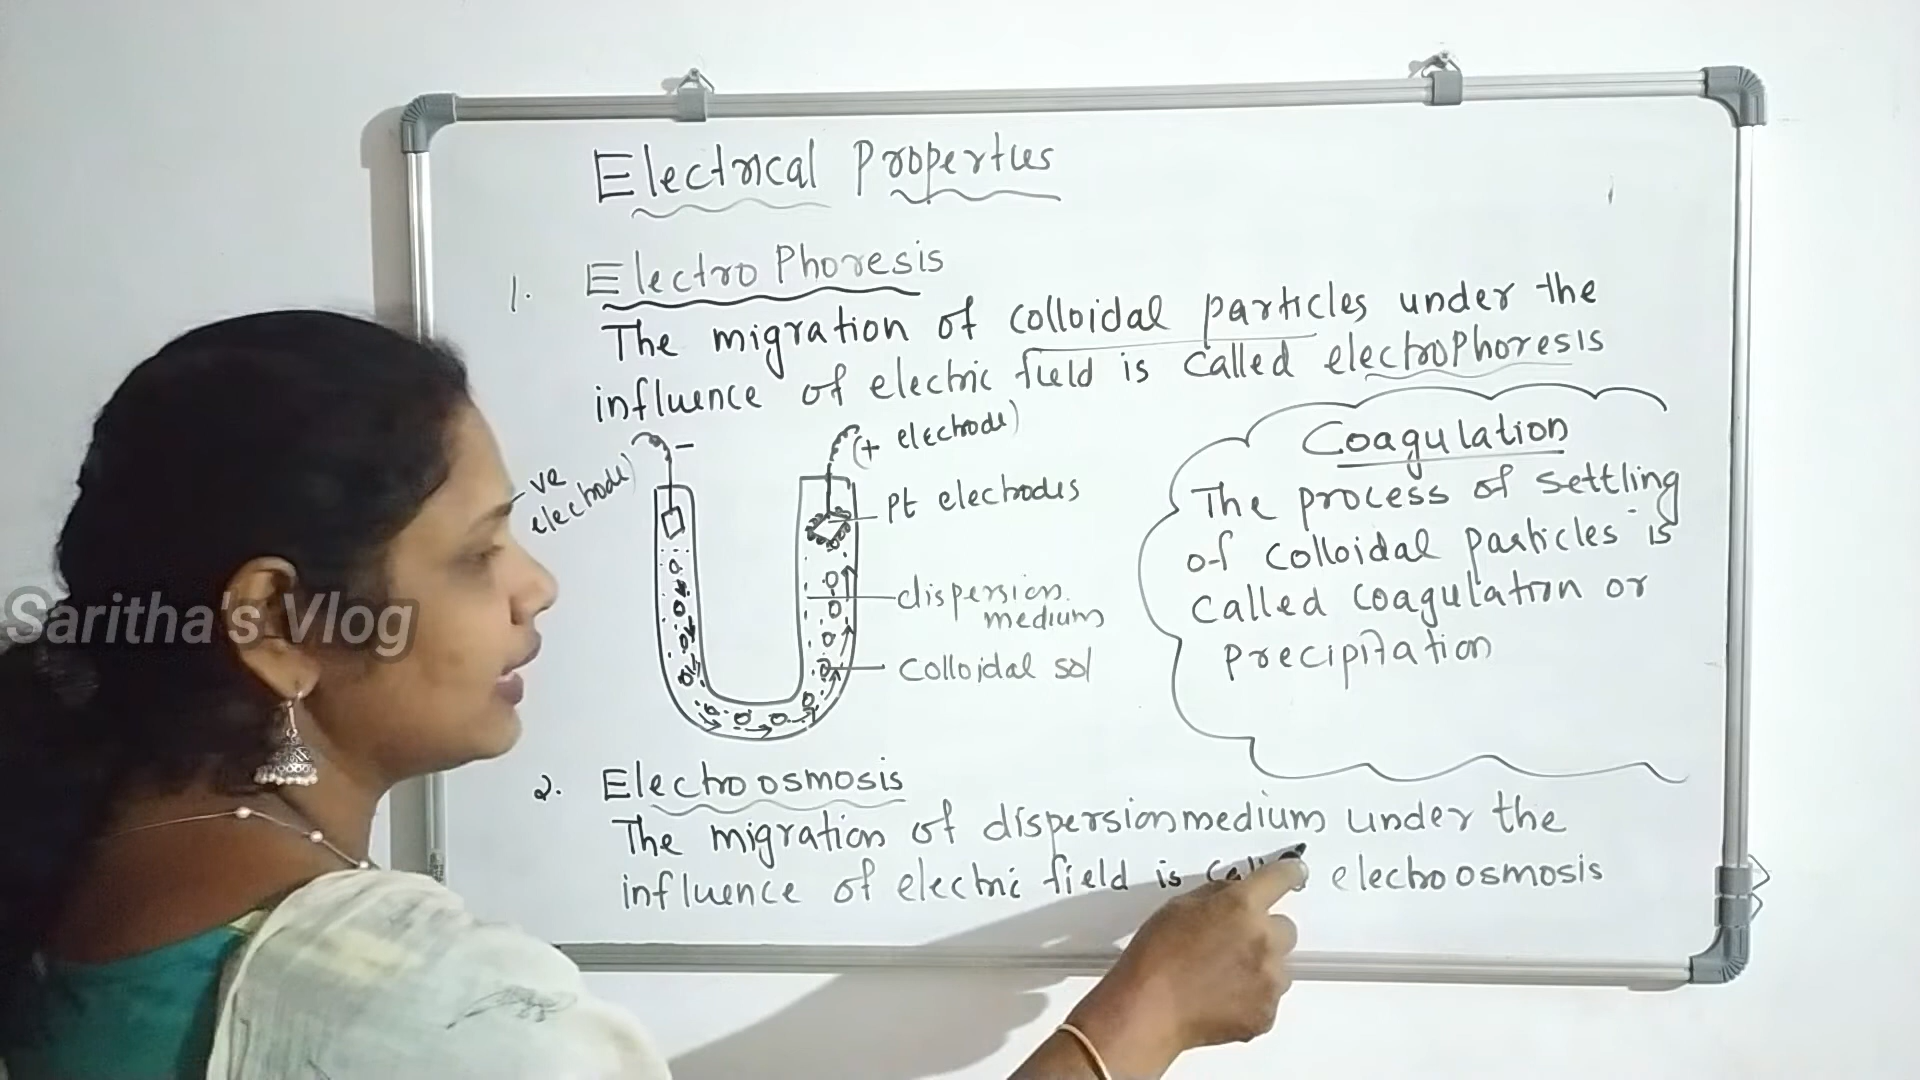 Electrical Properties
1. Electro Phoresis
The migration of colloidal particles under the
influence of electric field is called electrophoresis
-
(+ electrode)
-ve
electrode)
Pt electrodes
dispersion
medium
Colloidal sol
Coagulation
The process of settling
of colloidal particles is
called coagulation or
precipitation
2. Electroosmosis
The migration of dispersion medium under the
influence of electric field is electroosmosis
Saritha's Vlog